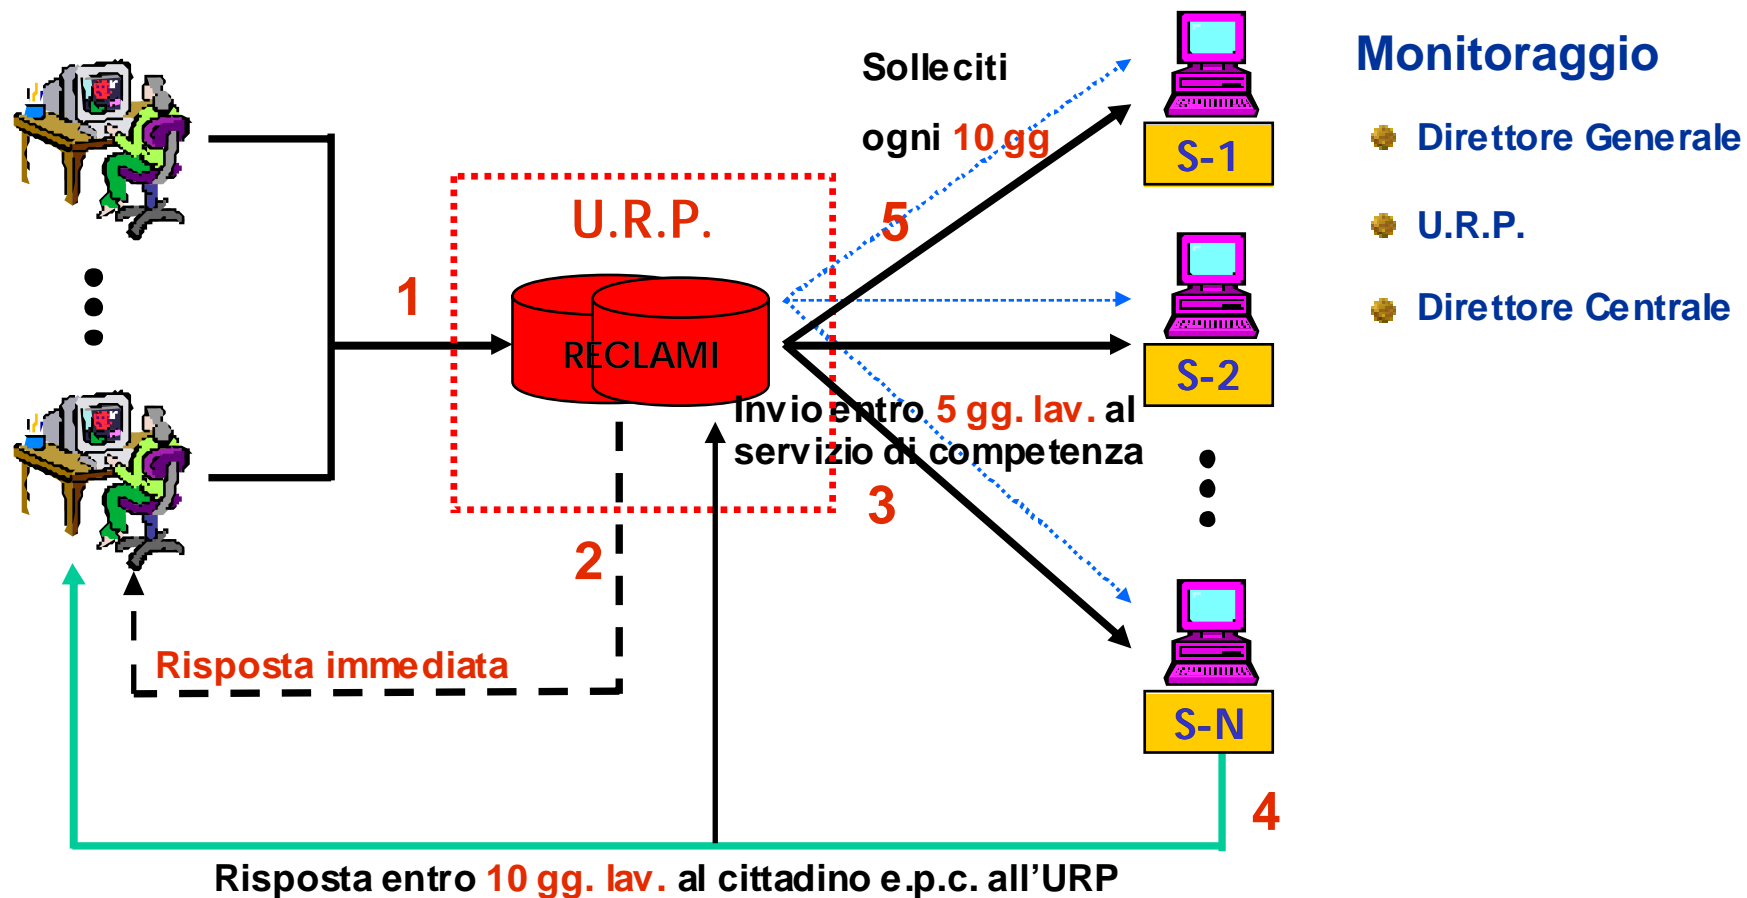 Solleciti
ogni 10 gg
Monitoraggio
Direttore Generale
U.R.P.
Direttore Centrale
S-1
5
U.R.P.
1
RECLAMI
S-2
Invio entro 5 gg. lav. al
servizio di competenza
3
2
Risposta immediata
S-N
4
Risposta entro 10 gg. lav. al cittadino e.p.c. all’URP